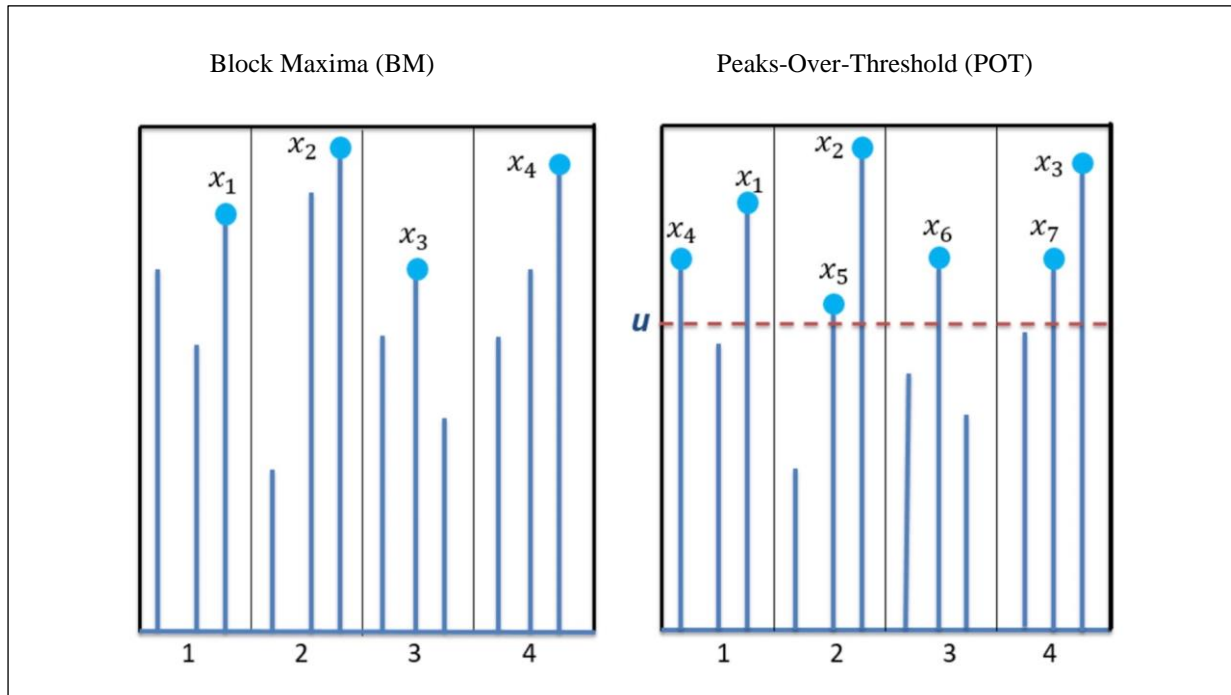 Block Maxima (BM)
x₁
x₂
x₃
x₄
1 2 3 4
Peaks-Over-Threshold (POT)
x₄
x₁
x₂
x₅
x₆
x₇
x₃
u
1 2 3 4